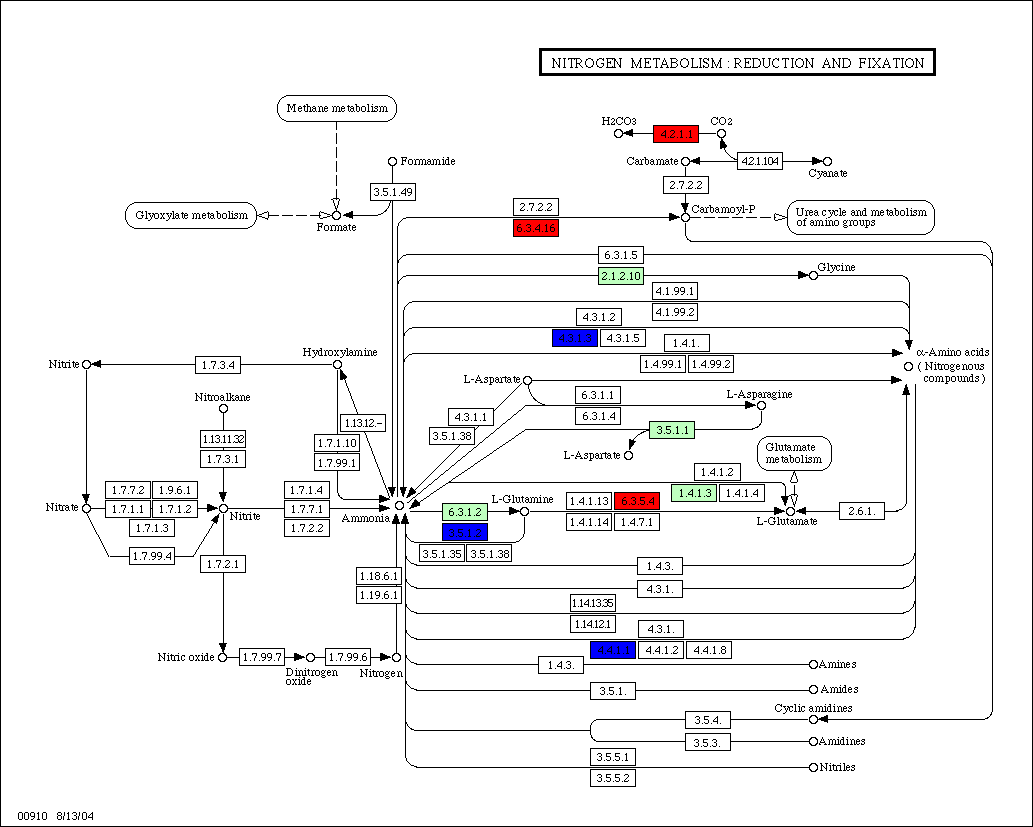 NITROGEN METABOLISM : REDUCTION AND FIXATION
Methane metabolism
H2CO3
4.2.1.1
CO2
Formamide
Carbamate
4.2.1.104
Cyanate
3.5.1.49
2.7.2.2
Glyoxylate metabolism
Formate
2.7.2.2
6.3.4.16
Carbamoyl-P
Urea cycle and metabolism
of amino groups
6.3.1.5
2.1.2.10
Glycine
4.1.99.1
4.1.99.2
4.3.1.2
4.3.1.3
4.3.1.5
1.4.1.
1.4.99.1
1.4.99.2
α-Amino acids
( Nitrogenous
compounds )
Nitrite
1.7.3.4
Hydroxylamine
L-Aspartate
6.3.1.1
6.3.1.4
L-Asparagine
Nitroalkane
1.13.12.-
4.3.1.1
3.5.1.38
3.5.1.1
L-Aspartate
1.13.11.32
1.7.3.1
1.7.1.10
1.7.99.1
Glutamate
metabolism
1.7.7.2
1.9.6.1
1.7.1.1
1.7.1.2
1.7.1.3
Nitrate
Nitrite
1.7.1.4
1.7.7.1
1.7.2.2
Ammonia
6.3.1.2
3.5.1.2
L-Glutamine
1.4.1.13
6.3.5.4
1.4.1.14
1.4.7.1
1.4.1.2
1.4.1.3
1.4.1.4
L-Glutamate
2.6.1.
1.7.99.4
1.7.2.1
3.5.1.35
3.5.1.38
1.4.3.
4.3.1.
1.18.6.1
1.19.6.1
1.14.13.35
1.14.12.1
4.3.1.
4.4.1.1
4.4.1.2
4.4.1.8
Nitric oxide
1.7.99.7
Dinitrogen
oxide
1.7.99.6
Nitrogen
1.4.3.
Amines
3.5.1.
Amides
Cyclic amidines
3.5.4.
3.5.3.
Amidines
3.5.5.1
3.5.5.2
Nitriles
00910 8/13/04